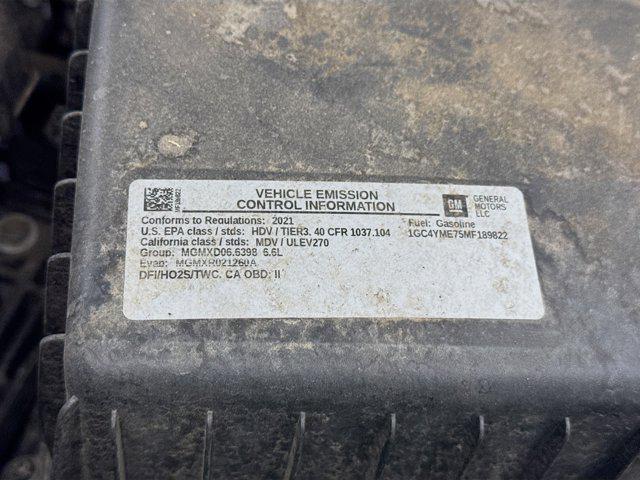 VEHICLE EMISSION
CONTROL INFORMATION
GM
GENERAL
MOTORS
LLC
Conforms to Regulations: 2021
Fuel: Gasoline
U.S. EPA class / stds: HDV / TIER3, 40 CFR 1037.104
1GC4YME75MF189822
California class / stds: MDV / ULEV270
Group: MGMXD06.6398 6.6L
Evap: MGMXR021260A
DFI/HO2S/TWC, CA OBD: II